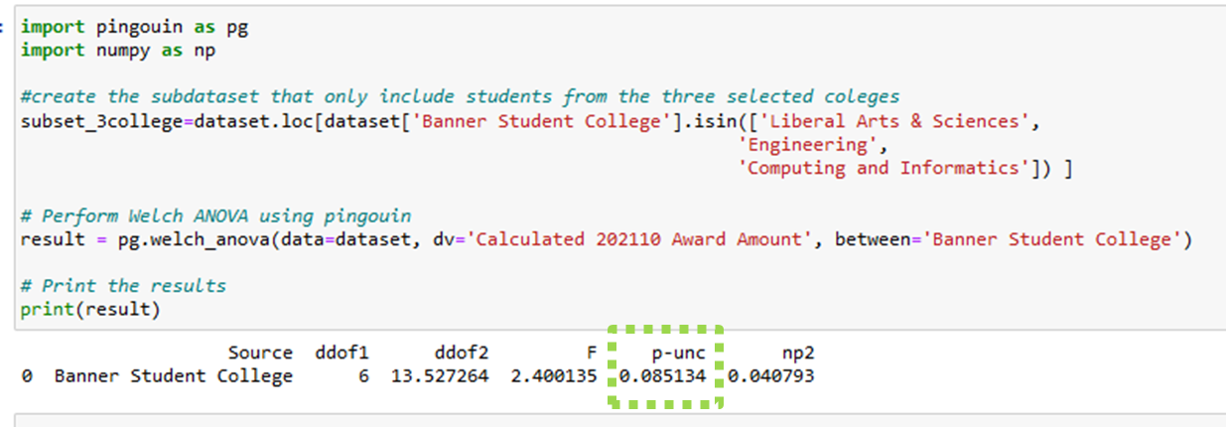 import pingouin as pg
import numpy as np
#create the subdataset that only include students from the three selected coleges
subset_3college=dataset.loc[dataset['Banner Student College'].isin(['Liberal Arts & Sciences',
'Engineering',
'Computing and Informatics']) ]
# Perform Welch ANOVA using pingouin
result = pg.welch_anova(data=dataset, dv='Calculated 202110 Award Amount', between='Banner Student College')
# Print the results
print(result)
Source ddof1 ddof2 F p-unc np2
0 Banner Student College 6 13.527264 2.400135 0.085134 0.040793